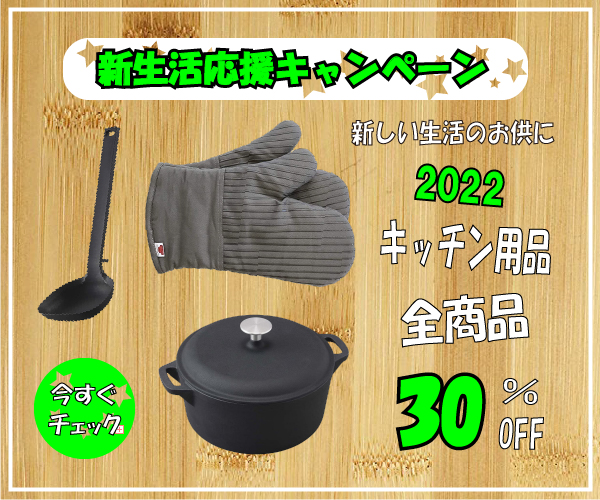 新生活応援キャンペーン
新しい生活のお供に
2022
キッチン用品
全商品
30%
OFF
今すぐ
チェック。